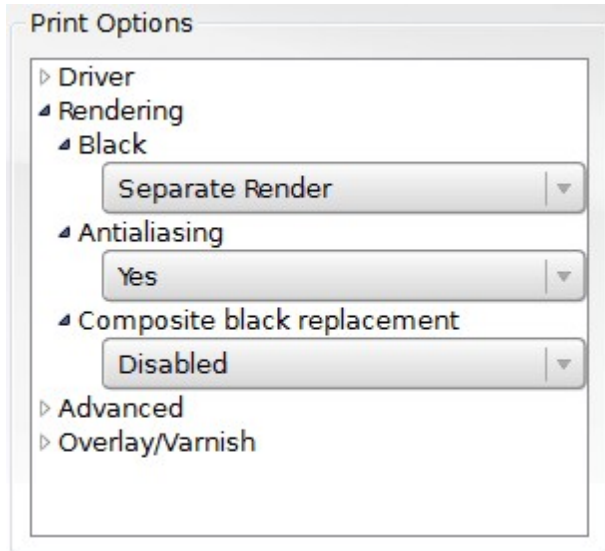 Print Options
Driver
Rendering
Black
Separate Render
Antialiasing
Yes
Composite black replacement
Disabled
Advanced
Overlay/Varnish